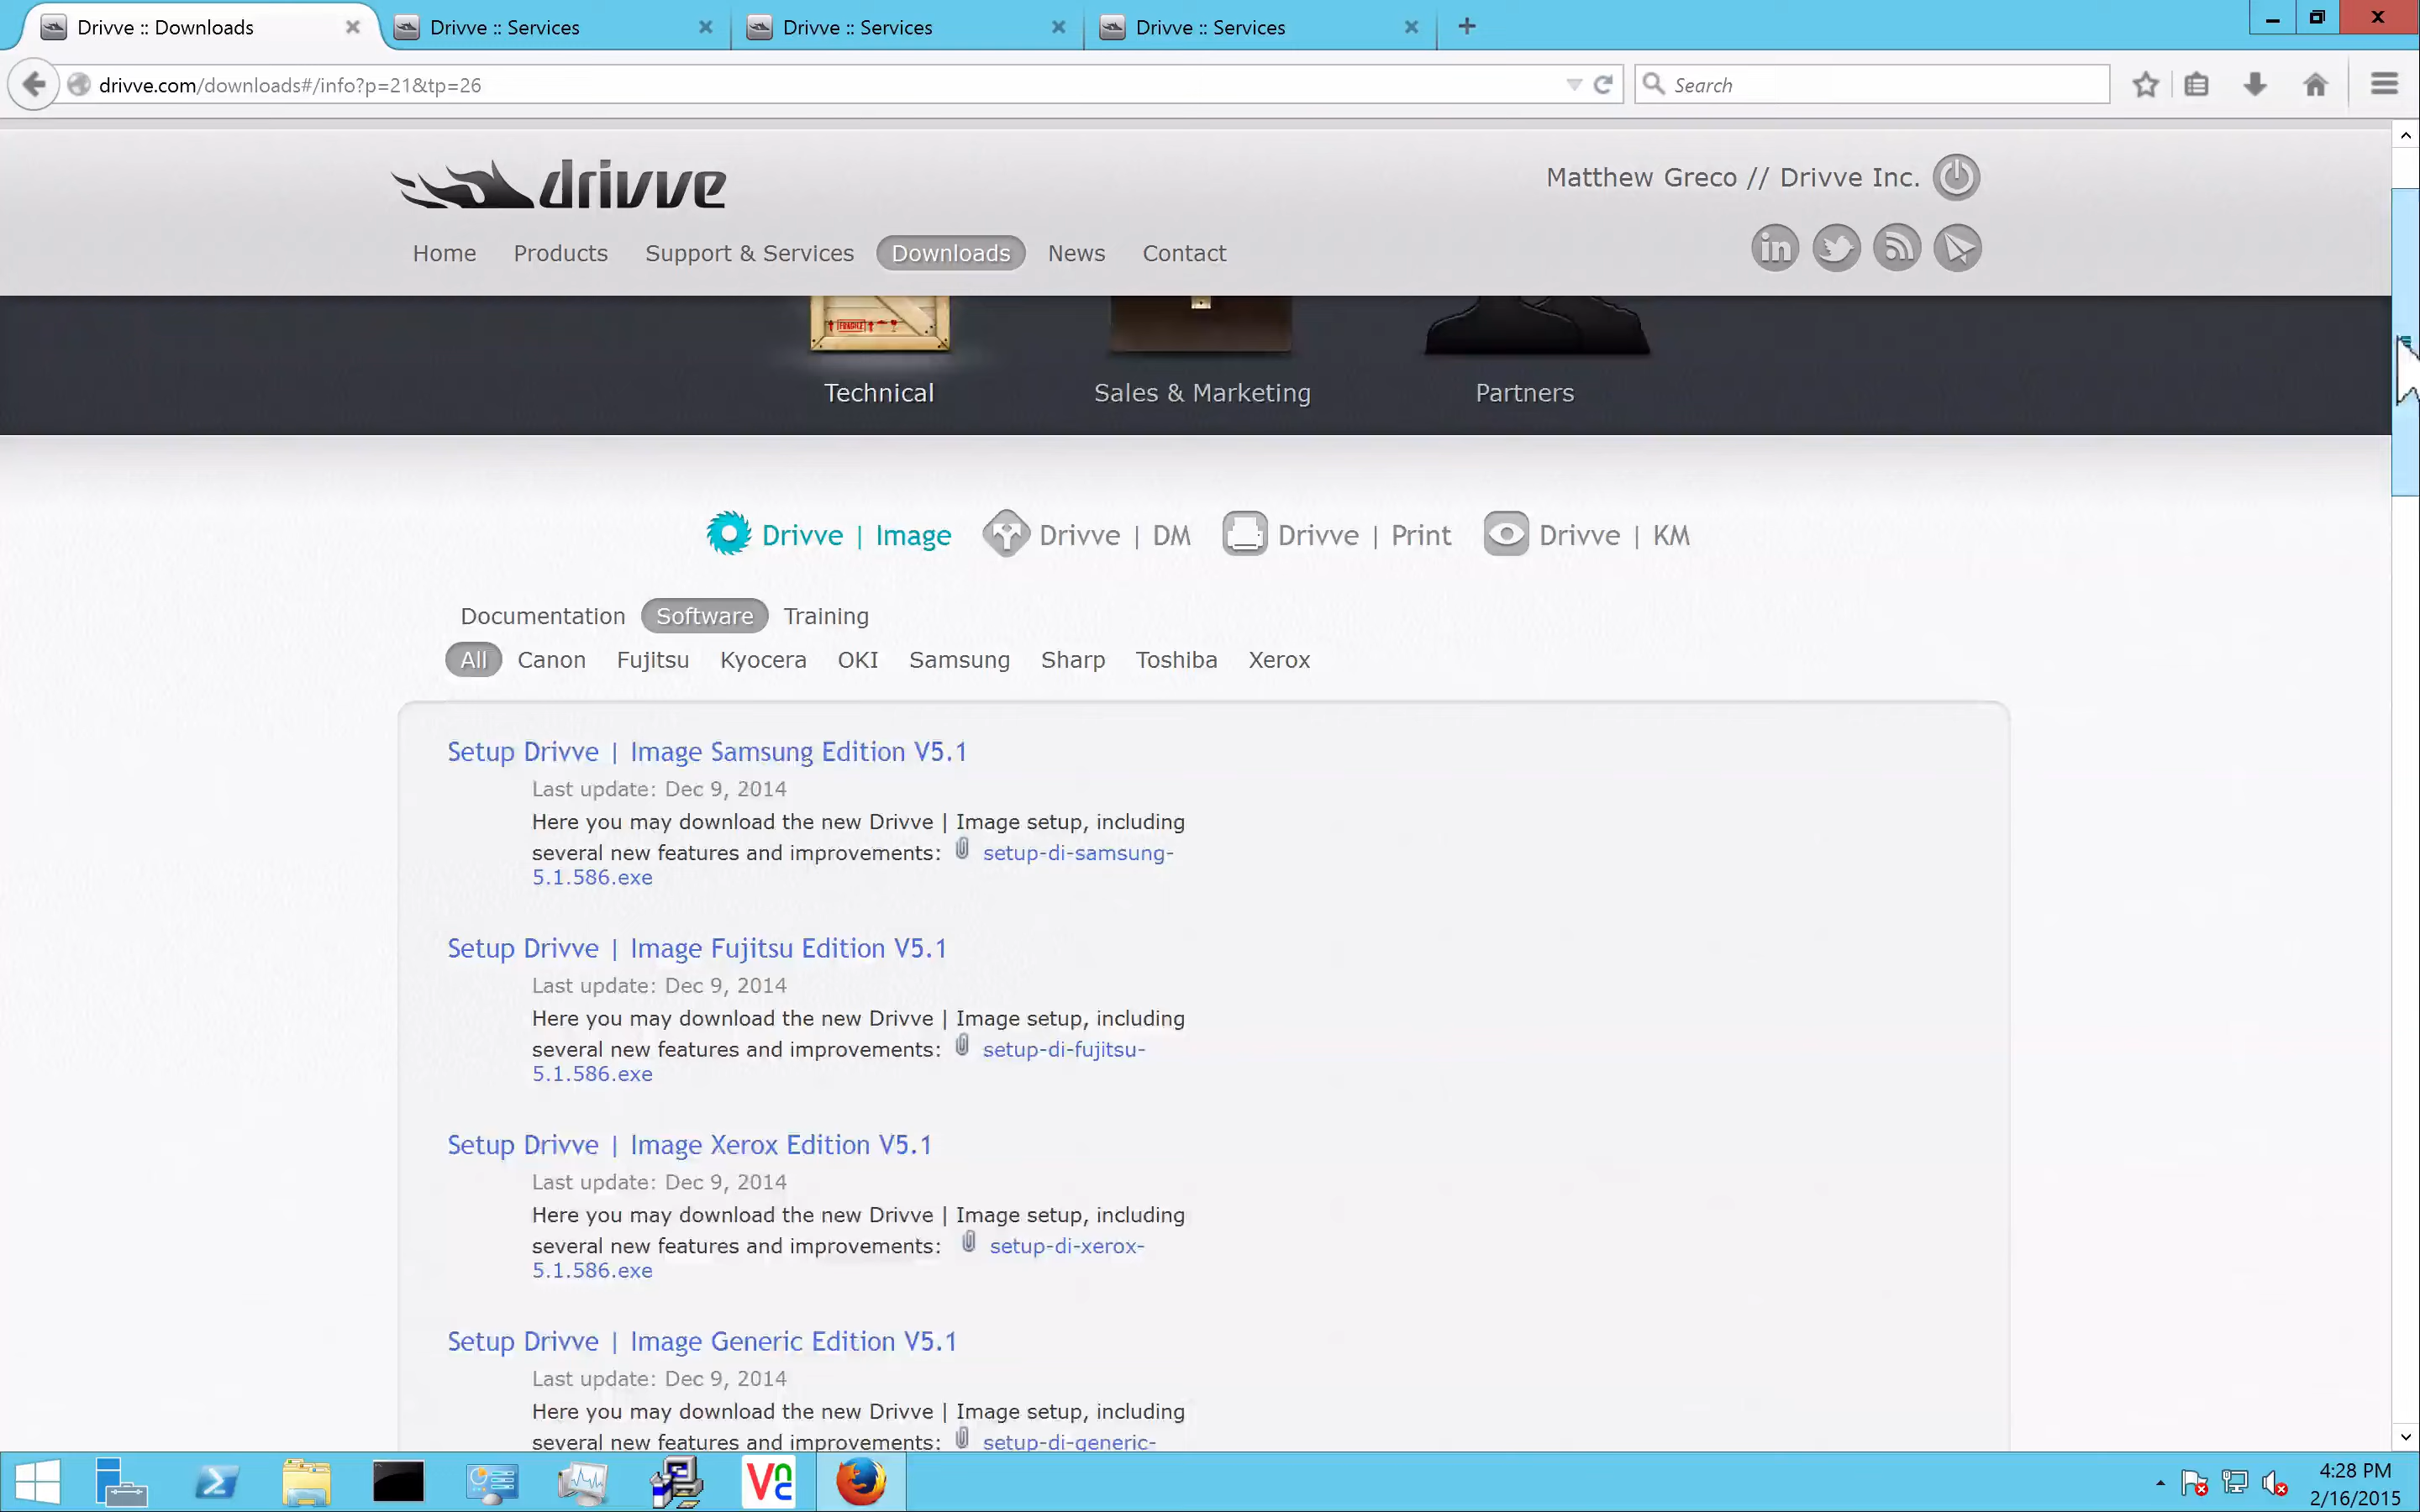 Drivve :: Downloads
Drivve :: Services
Drivve :: Services
Drivve :: Services
drivve.com/downloads#/info?p=21&tp=26
Search
drivve
Matthew Greco // Drivve Inc.
Home
Products
Support & Services
Downloads
News
Contact
FRAGILE
Technical
Sales & Marketing
Partners
Drivve | Image
Drivve | DM
Drivve | Print
Drivve | KM
Documentation
Software
Training
All
Canon
Fujitsu
Kyocera
OKI
Samsung
Sharp
Toshiba
Xerox
Setup Drivve | Image Samsung Edition V5.1
Last update: Dec 9, 2014
Here you may download the new Drivve | Image setup, including
several new features and improvements: setup-di-samsung-
5.1.586.exe
Setup Drivve | Image Fujitsu Edition V5.1
Last update: Dec 9, 2014
Here you may download the new Drivve | Image setup, including
several new features and improvements: setup-di-fujitsu-
5.1.586.exe
Setup Drivve | Image Xerox Edition V5.1
Last update: Dec 9, 2014
Here you may download the new Drivve | Image setup, including
several new features and improvements: setup-di-xerox-
5.1.586.exe
Setup Drivve | Image Generic Edition V5.1
Last update: Dec 9, 2014
Here you may download the new Drivve | Image setup, including
several new features and improvements: setup-di-generic-
4:28 PM
2/16/2015